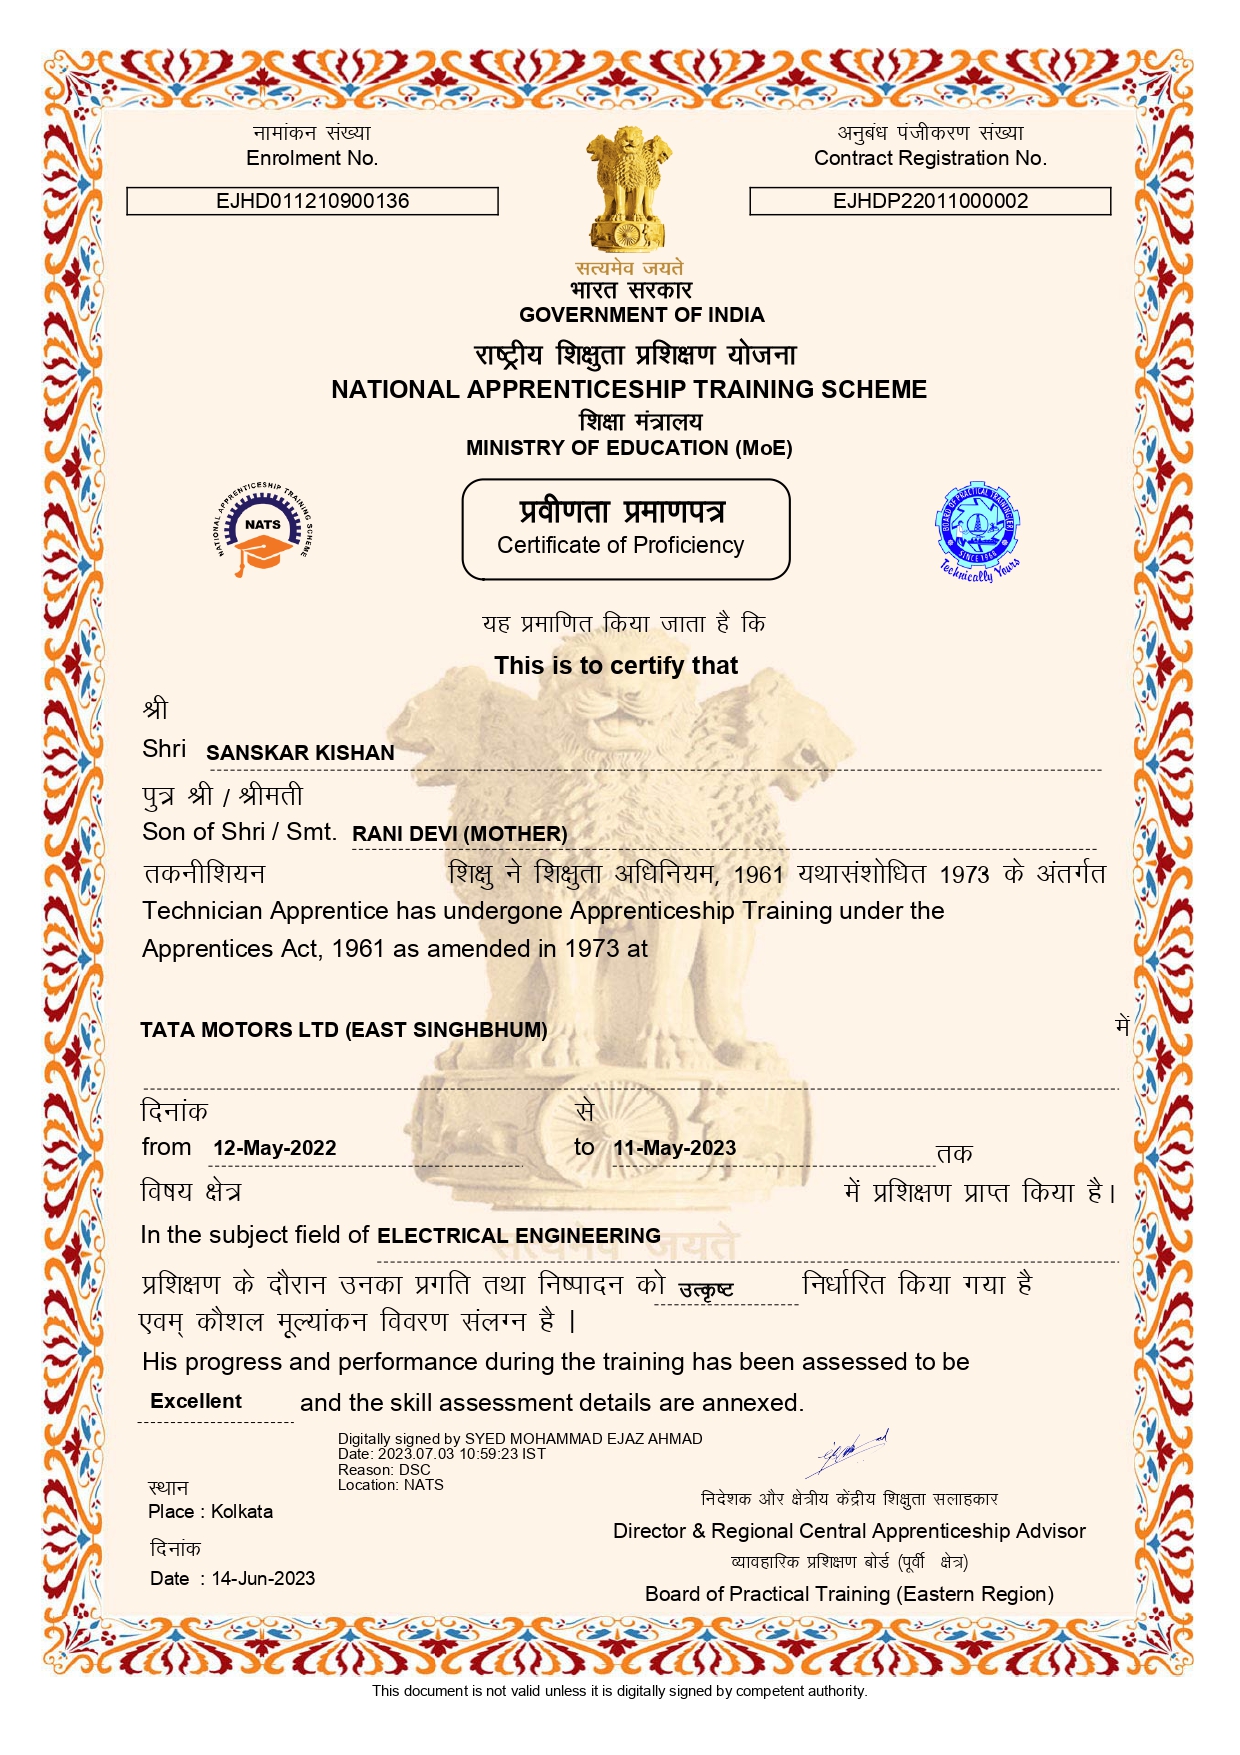 नामांकन संख्या
Enrolment No.
EJHD011210900136
अनुबंध पंजीकरण संख्या
Contract Registration No.
EJHDP22011000002
सत्यमेव जयते
भारत सरकार
GOVERNMENT OF INDIA
राष्ट्रीय शिक्षुता प्रशिक्षण योजना
NATIONAL APPRENTICESHIP TRAINING SCHEME
शिक्षा मंत्रालय
MINISTRY OF EDUCATION (MoE)
NATIONAL APPRENTICESHIP TRAINING SCHEME
NATS
प्रवीणता प्रमाणपत्र
Certificate of Proficiency
BOARD OF PRACTICAL TRAINING(ER)
SINCE 1964
Technically Yours
यह प्रमाणित किया जाता है कि
This is to certify that
श्री
Shri SANSKAR KISHAN
पुत्र श्री / श्रीमती
Son of Shri / Smt. RANI DEVI (MOTHER)
तकनीशियन शिक्षु ने शिक्षुता अधिनियम, 1961 यथासंशोधित 1973 के अंतर्गत
Technician Apprentice has undergone Apprenticeship Training under the
Apprentices Act, 1961 as amended in 1973 at
TATA MOTORS LTD (EAST SINGHBHUM) में
दिनांक से
from 12-May-2022 to 11-May-2023 तक
विषय क्षेत्र में प्रशिक्षण प्राप्त किया है।
In the subject field of ELECTRICAL ENGINEERING
सत्यमेव जयते
प्रशिक्षण के दौरान उनका प्रगति तथा निष्पादन को उत्कृष्ट निर्धारित किया गया है
एवम् कौशल मूल्यांकन विवरण संलग्न है |
His progress and performance during the training has been assessed to be
Excellent and the skill assessment details are annexed.
Digitally signed by SYED MOHAMMAD EJAZ AHMAD
Date: 2023.07.03 10:59:23 IST
Reason: DSC
Location: NATS
स्थान
Place : Kolkata
दिनांक
Date : 14-Jun-2023
निदेशक और क्षेत्रीय केंद्रीय शिक्षुता सलाहकार
Director & Regional Central Apprenticeship Advisor
व्यावहारिक प्रशिक्षण बोर्ड (पूर्वी क्षेत्र)
Board of Practical Training (Eastern Region)
This document is not valid unless it is digitally signed by competent authority.